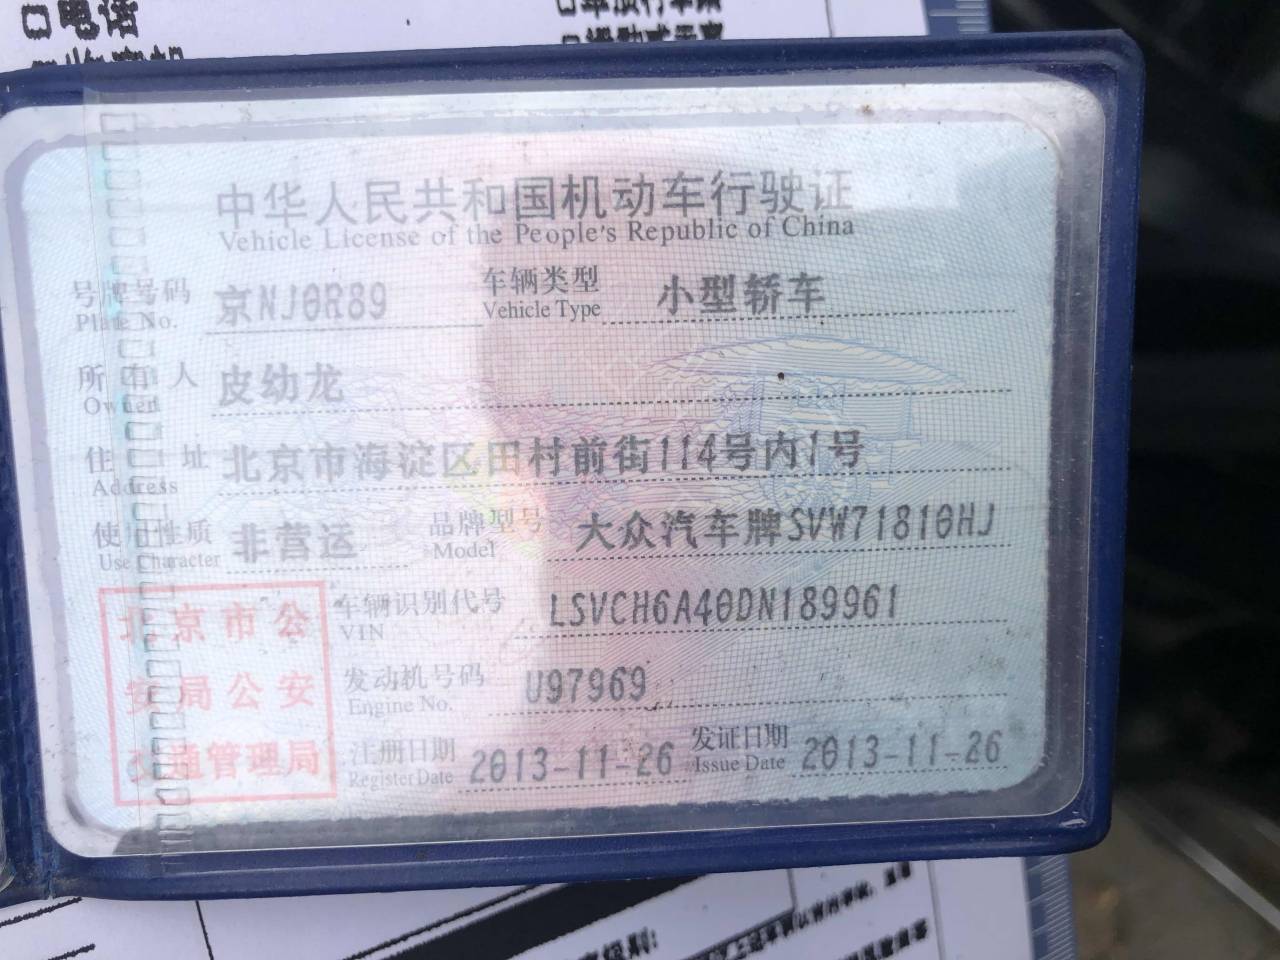 电话
中华人民共和国机动车行驶证
Vehicle License of the People's Republic of China
号牌号码 京NJ0R89 车辆类型 小型轿车
Plate No. Vehicle Type
所有人 皮幼龙
Owner
住址 北京市海淀区田村前街114号内1号
Address
使用性质 非营运 品牌型号 大众汽车牌SVW71810HJ
Use Character Model
车辆识别代号 LSVCH6A40DN189961
VIN
发动机号码 U97969
Engine No.
注册日期 2013-11-26 发证日期 2013-11-26
Register Date Issue Date
北京市公
安局公安
交通管理局
级别: